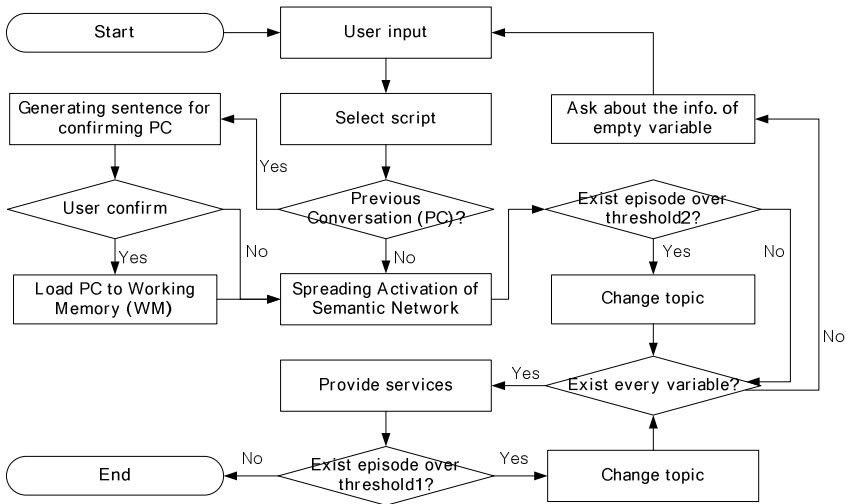 Start
User input
Generating sentence for
confirming PC
Select script
Ask about the info. of
empty variable
Yes
User confirm
Previous
Conversation (PC)?
Exist episode over
threshold2?
No
Yes
No
Yes
No
Load PC to Working
Memory (WM)
Spreading Activation of
Semantic Network
Change topic
No
Provide services
Yes
Exist every variable?
End
No
Exist episode over
threshold1?
Yes
Change topic